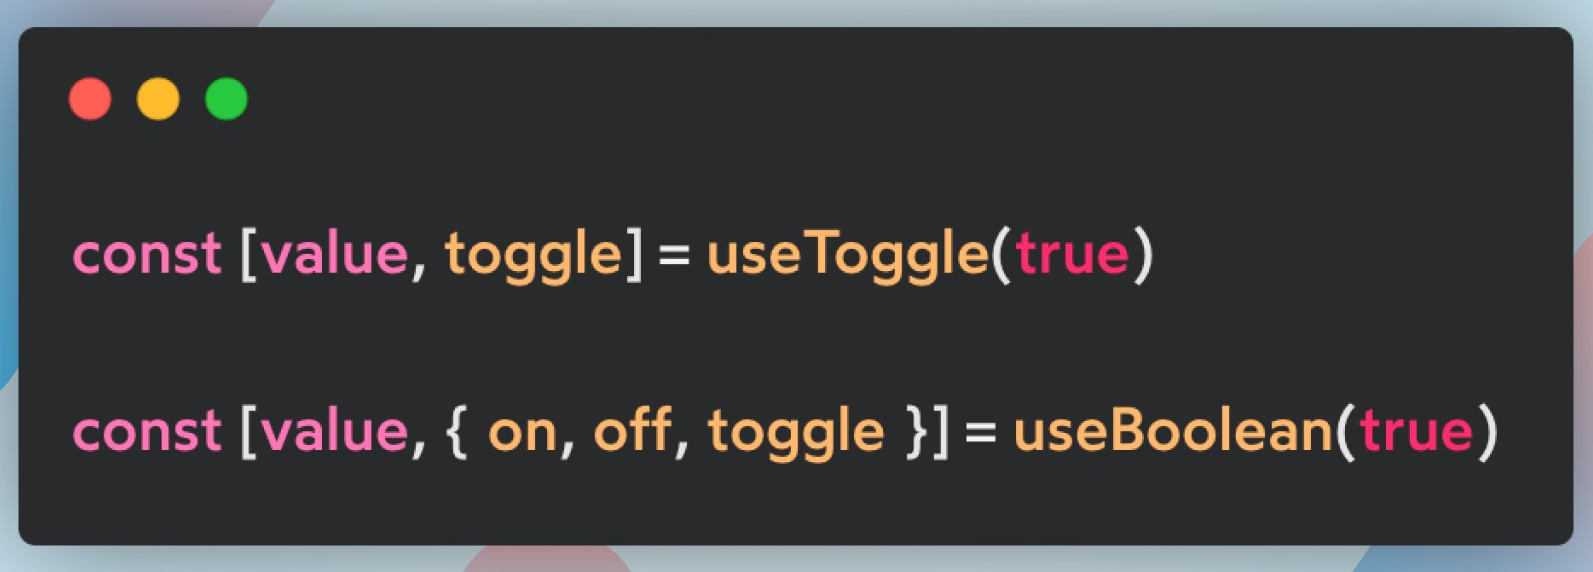 const [value, toggle] = useToggle(true)
const [value, { on, off, toggle }] = useBoolean(true)